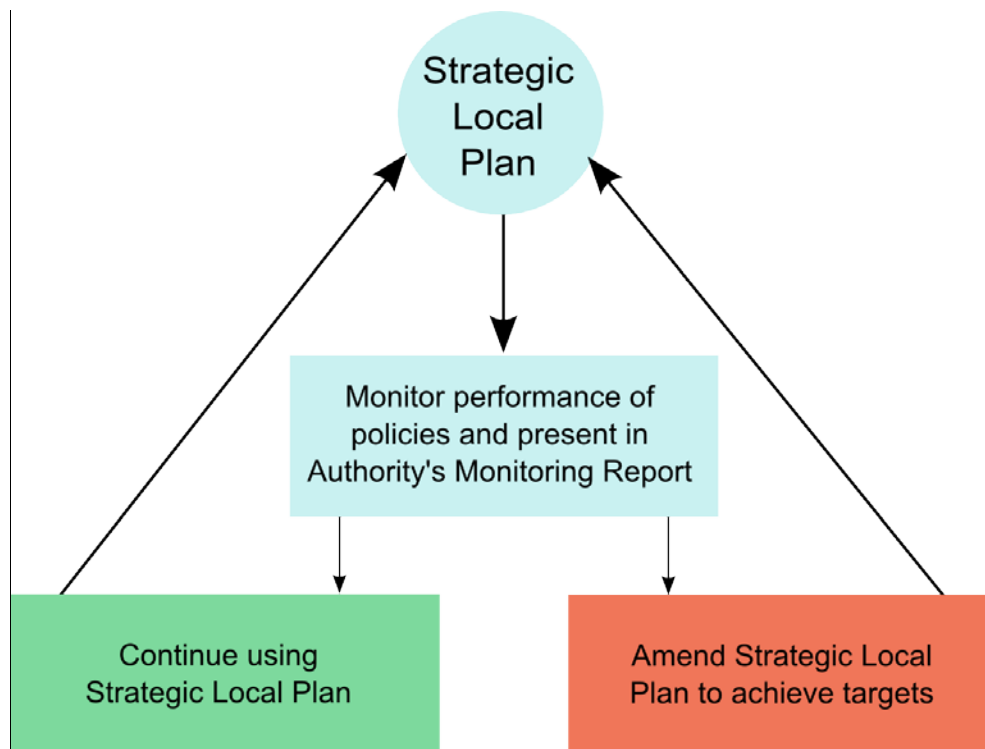 Strategic
Local
Plan
Monitor performance of
policies and present in
Authority's Monitoring Report
Continue using
Strategic Local Plan
Amend Strategic Local
Plan to achieve targets